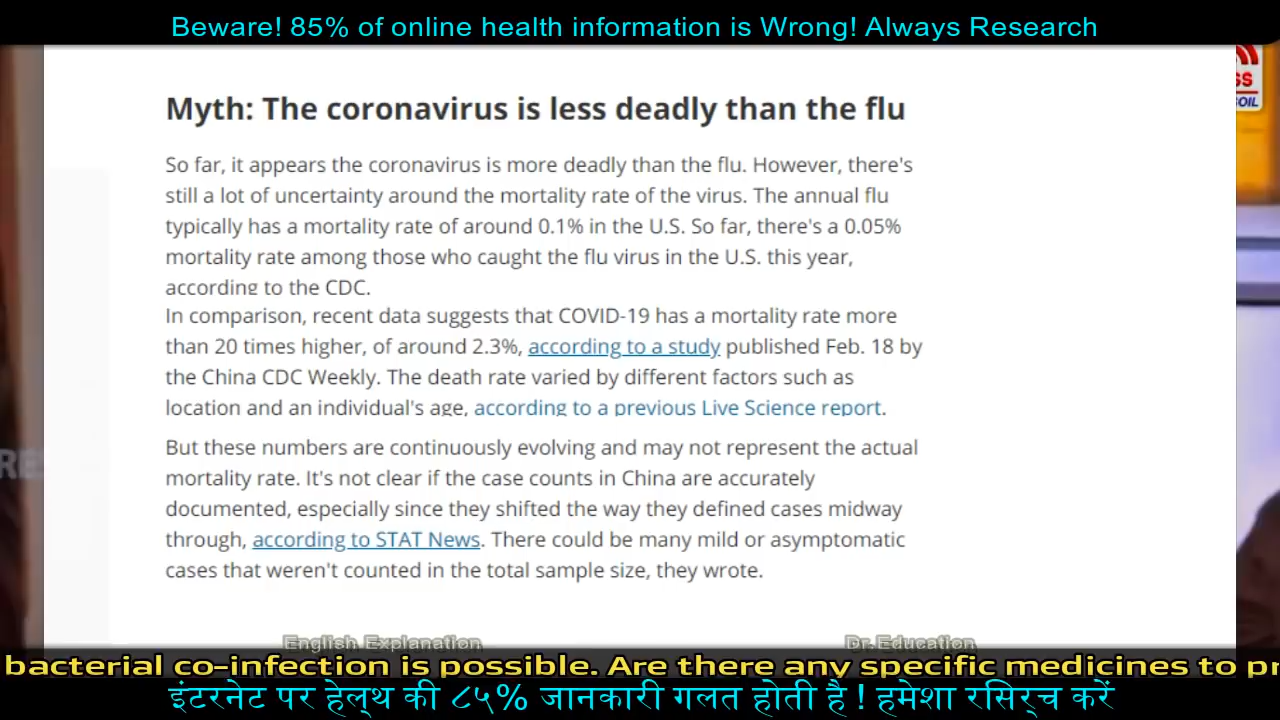 Beware! 85% of online health information is Wrong! Always Research
SS
OIL
Myth: The coronavirus is less deadly than the flu
So far, it appears the coronavirus is more deadly than the flu. However, there's
still a lot of uncertainty around the mortality rate of the virus. The annual flu
typically has a mortality rate of around 0.1% in the U.S. So far, there's a 0.05%
mortality rate among those who caught the flu virus in the U.S. this year,
according to the CDC.
In comparison, recent data suggests that COVID-19 has a mortality rate more
than 20 times higher, of around 2.3%, according to a study published Feb. 18 by
the China CDC Weekly. The death rate varied by different factors such as
location and an individual's age, according to a previous Live Science report.
But these numbers are continuously evolving and may not represent the actual
mortality rate. It's not clear if the case counts in China are accurately
documented, especially since they shifted the way they defined cases midway
through, according to STAT News. There could be many mild or asymptomatic
cases that weren't counted in the total sample size, they wrote.
RE
English Explanation
Dr. Education
bacterial co-infection is possible. Are there any specific medicines to pr
इंटरनेट पर हेल्थ की ८५% जानकारी गलत होती है ! हमेशा रिसर्च करें